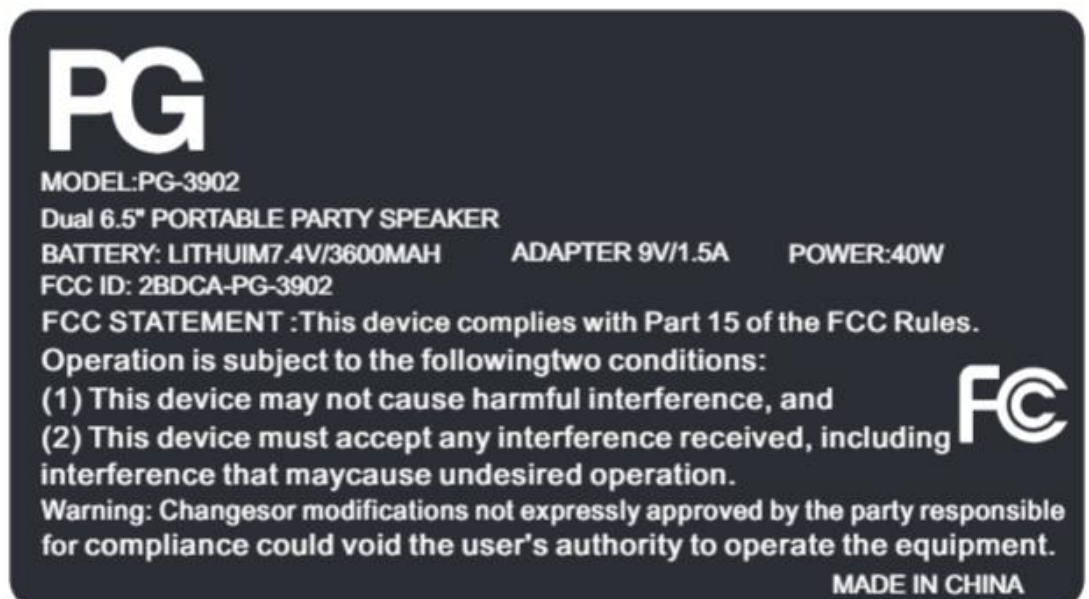 PG
MODEL:PG-3902
Dual 6.5" PORTABLE PARTY SPEAKER
BATTERY: LITHUIM7.4V/3600MAH ADAPTER 9V/1.5A POWER:40W
FCC ID: 2BDCA-PG-3902
FCC STATEMENT :This device complies with Part 15 of the FCC Rules.
Operation is subject to the followingtwo conditions:
(1) This device may not cause harmful interference, and
(2) This device must accept any interference received, including
FC
interference that maycause undesired operation.
Warning: Changesor modifications not expressly approved by the party responsible
for compliance could void the user's authority to operate the equipment.
MADE IN CHINA